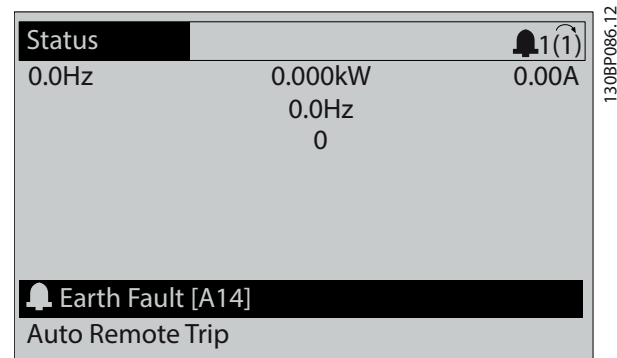 Status 1(1)
0.0Hz 0.000kW 0.00A
0.0Hz
0
Earth Fault [A14]
Auto Remote Trip
130BP086.12